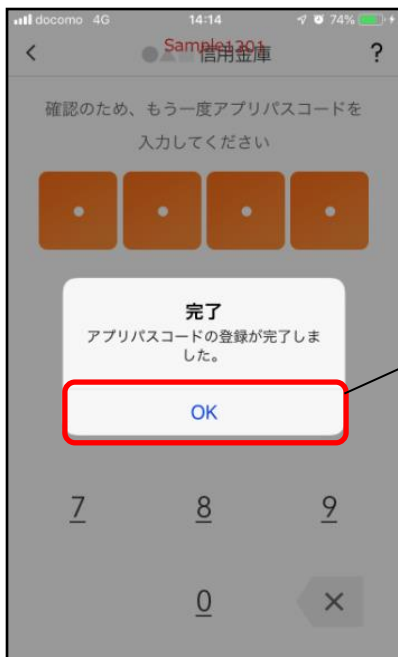 docomo 4G 14:14 74%
Sample1201
信用金庫 ?
確認のため、もう一度アプリパスコードを
入力してください
完了
アプリパスコードの登録が完了しま
した。
OK
7 8 9
0